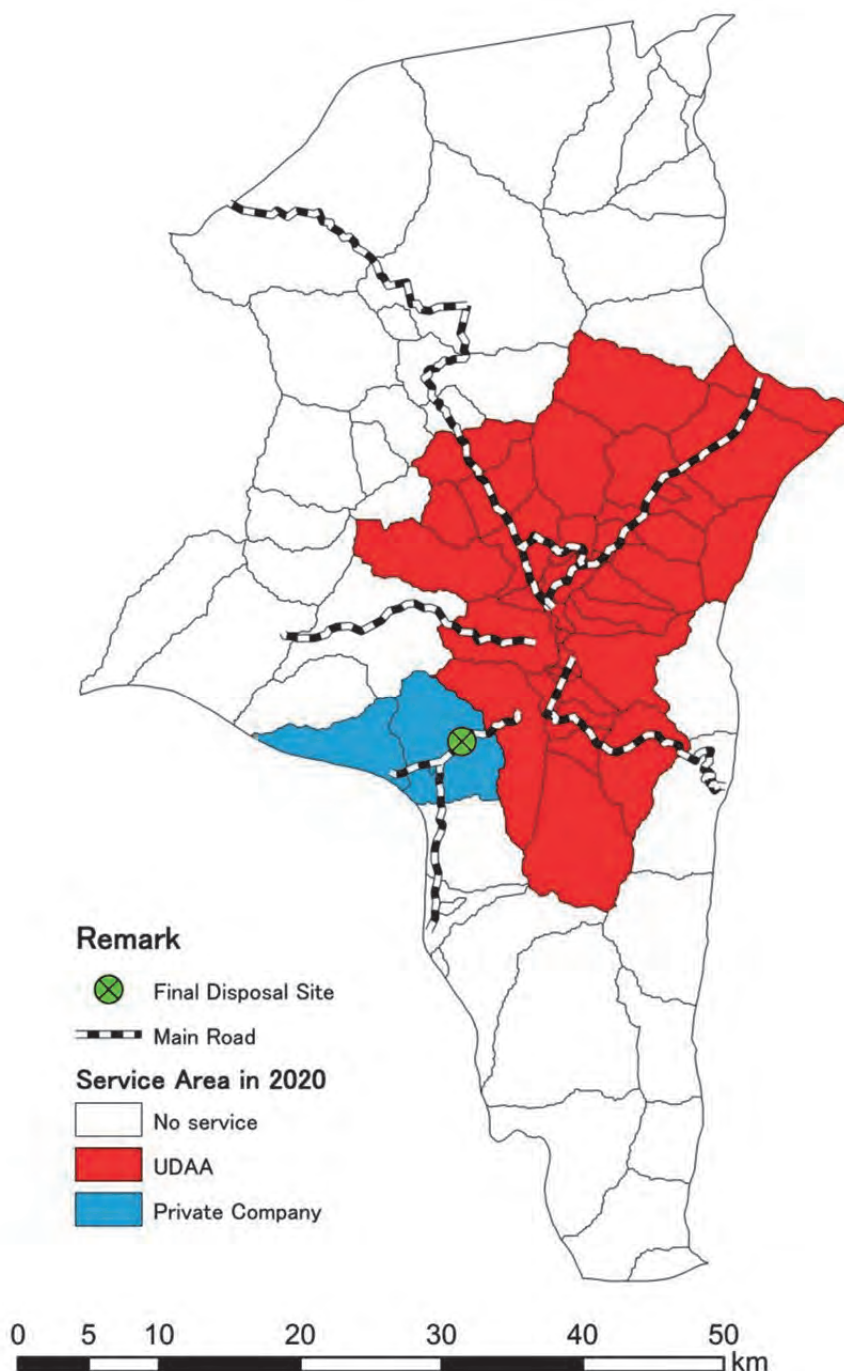 Remark
Final Disposal Site
Main Road
Service Area in 2020
No service
UDAA
Private Company
0 5 10 20 30 40 50
km